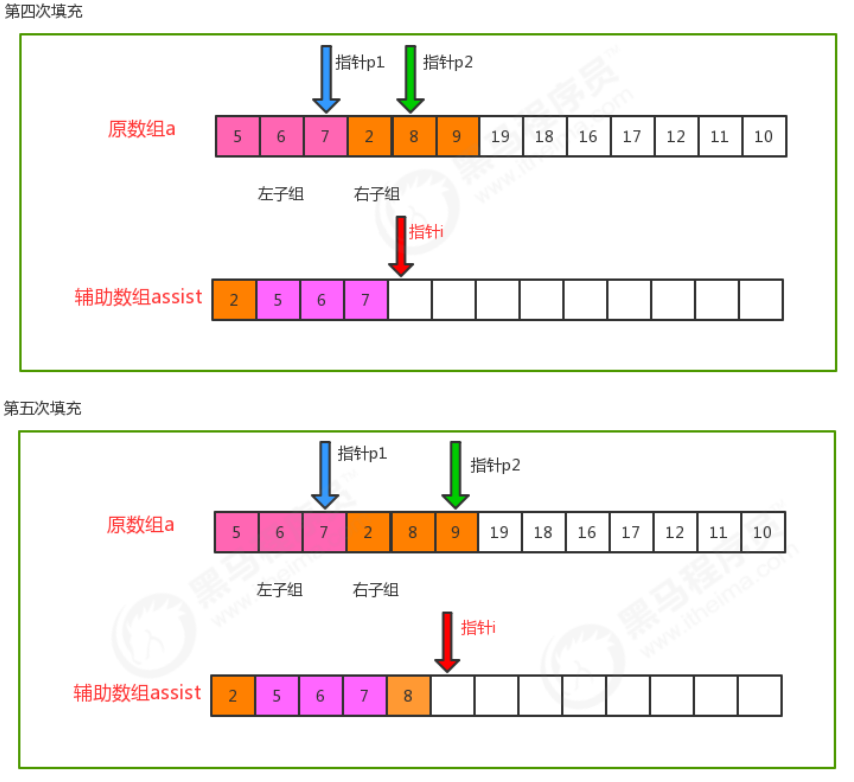 第四次填充
指针p1 指针p2
原数组a 5 6 7 2 8 9 19 18 16 17 12 11 10
左子组 右子组
指针i
辅助数组assist 2 5 6 7
第五次填充
指针p1 指针p2
原数组a 5 6 7 2 8 9 19 18 16 17 12 11 10
左子组 右子组
指针i
辅助数组assist 2 5 6 7 8
黑马程序员
www.itheima.com